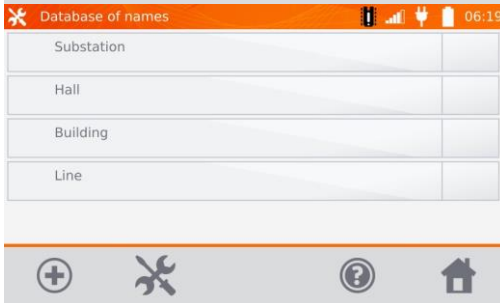 Database of names 06:19
Substation
Hall
Building
Line